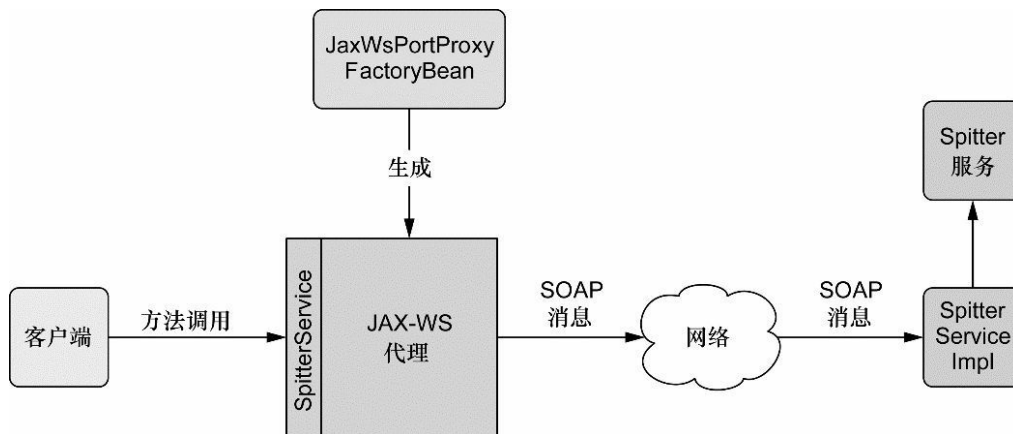 JaxWsPortProxy
FactoryBean
生成
Spitter
服务
客户端
方法调用
SpitterService
JAX-WS
代理
SOAP
消息
网络
SOAP
消息
Spitter
Service
Impl